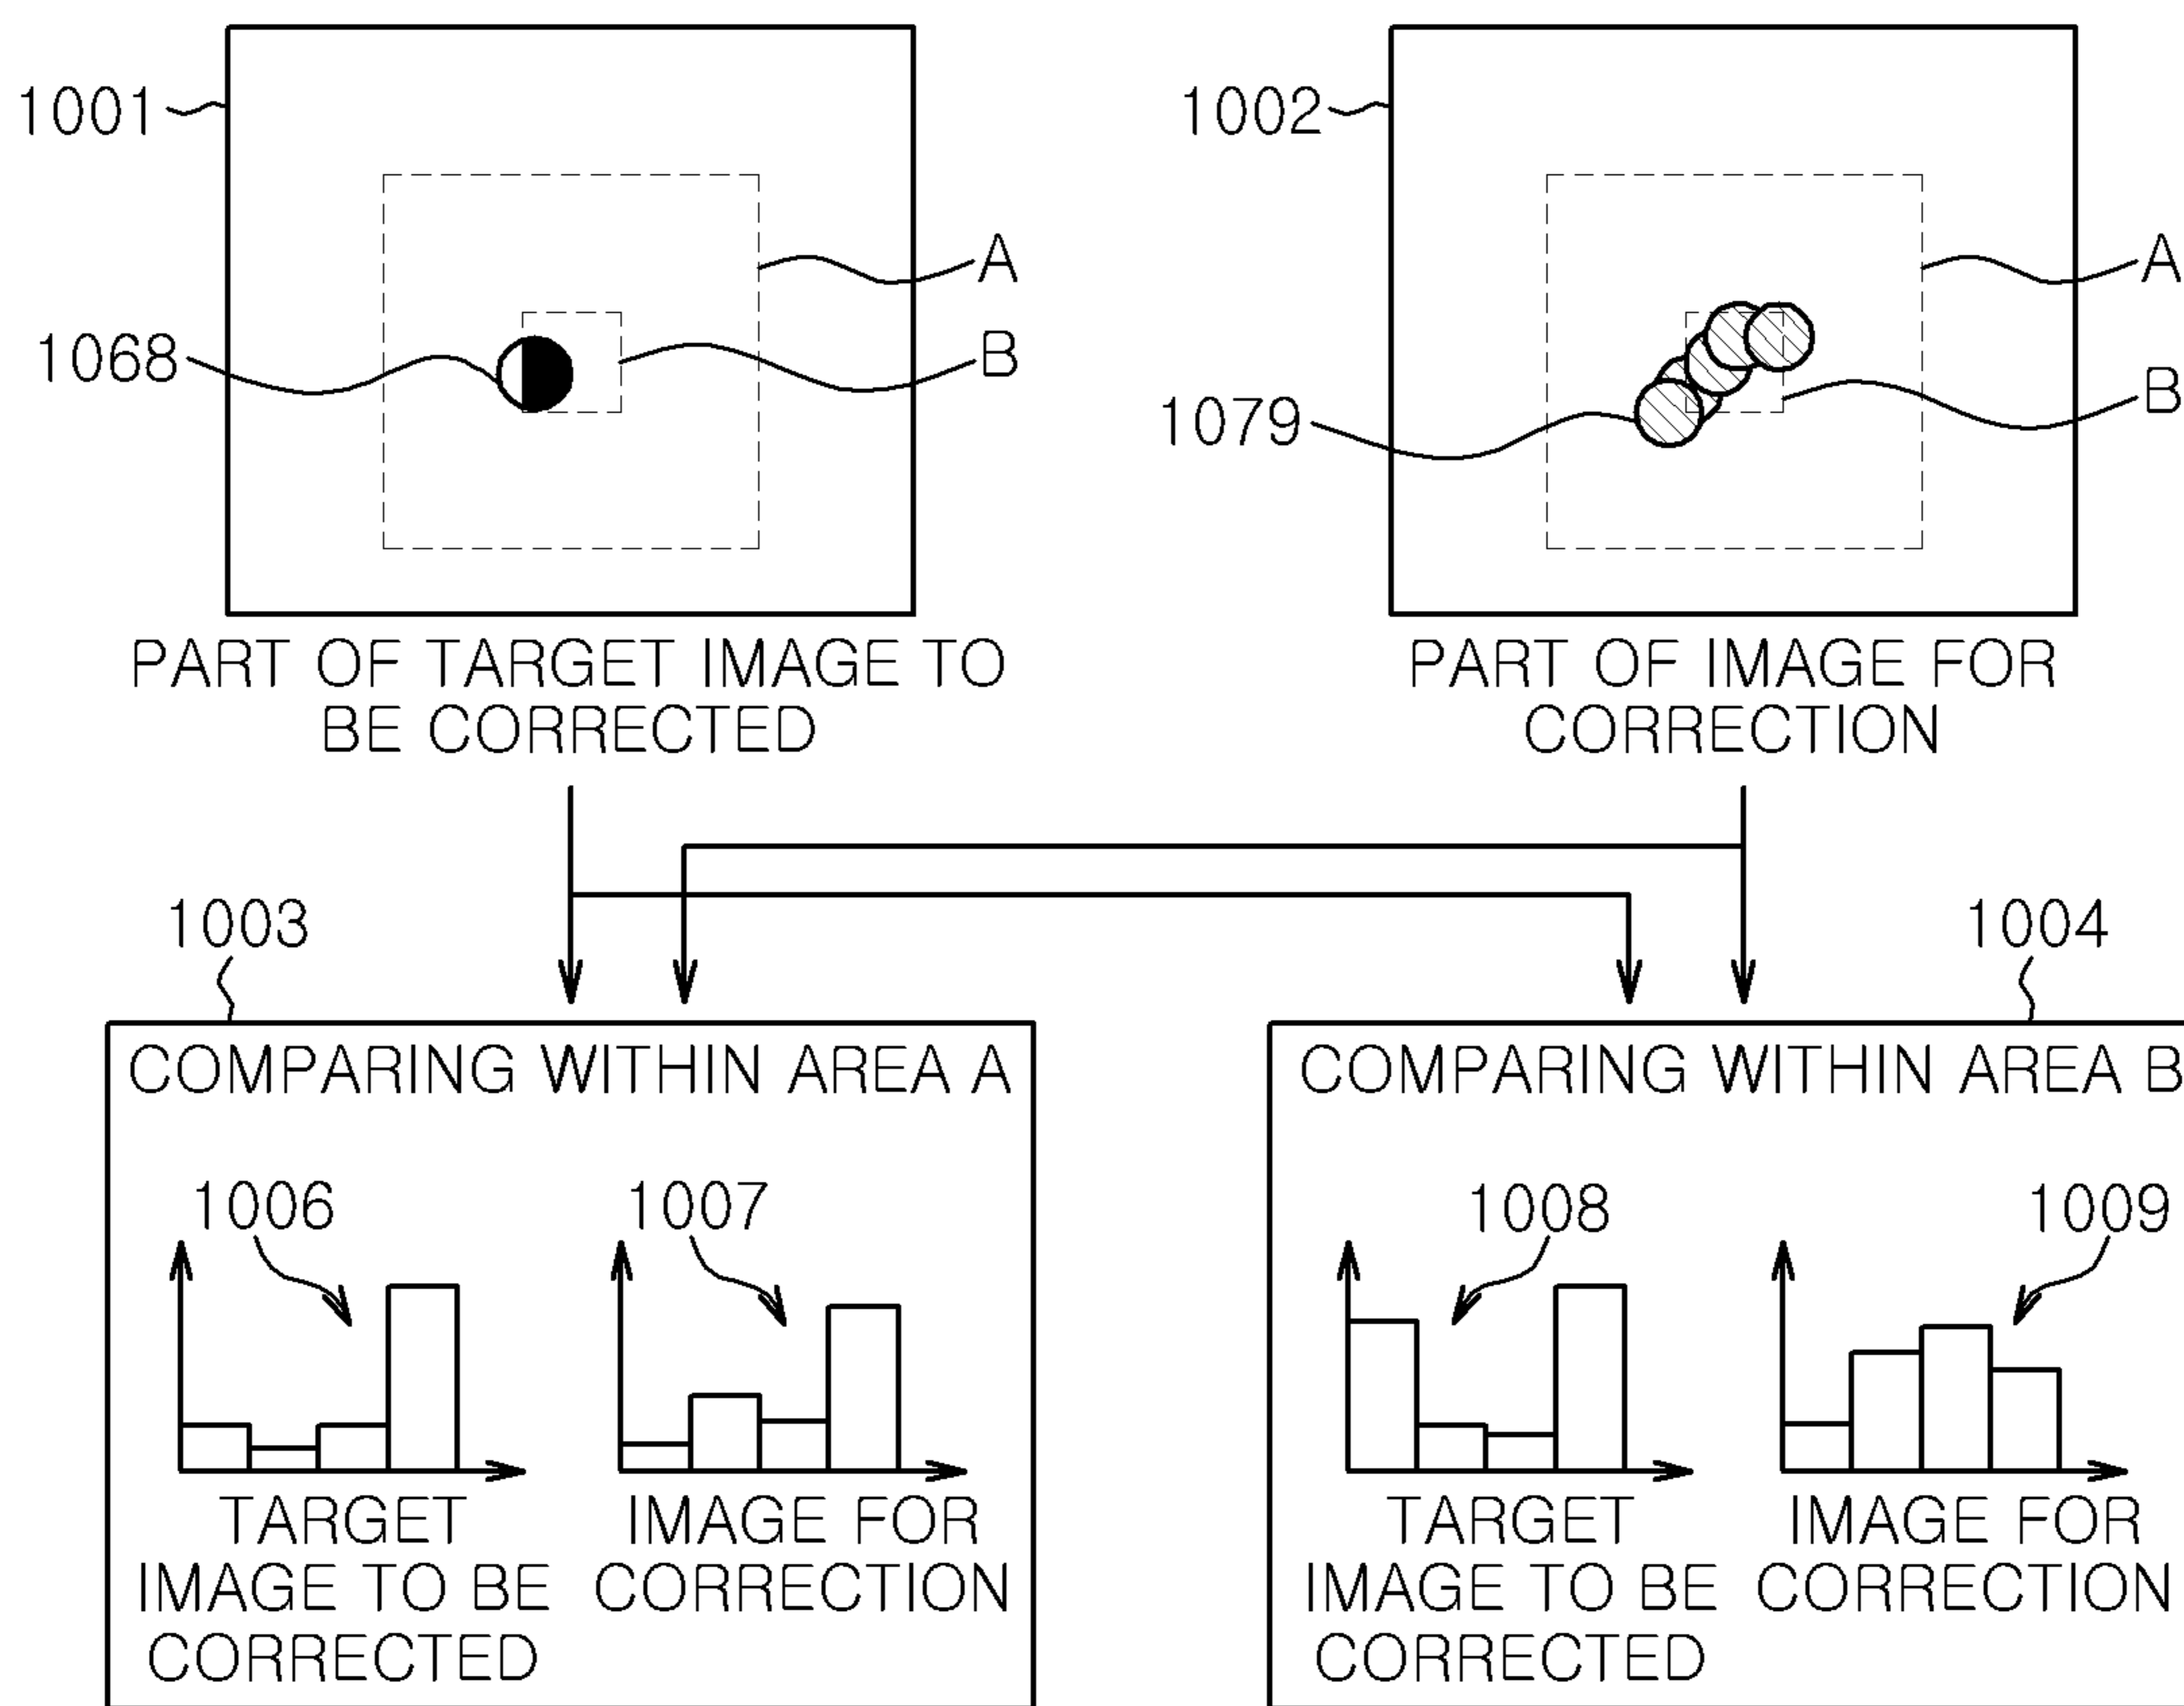 1001
1002
A
A
1068
B
B
1079
PART OF TARGET IMAGE TO
BE CORRECTED
PART OF IMAGE FOR
CORRECTION
1003
1004
COMPARING WITHIN AREA A
COMPARING WITHIN AREA B
1006
1007
1008
1009
TARGET
IMAGE TO BE
CORRECTED
IMAGE FOR
CORRECTION
TARGET
IMAGE TO BE
CORRECTED
IMAGE FOR
CORRECTION